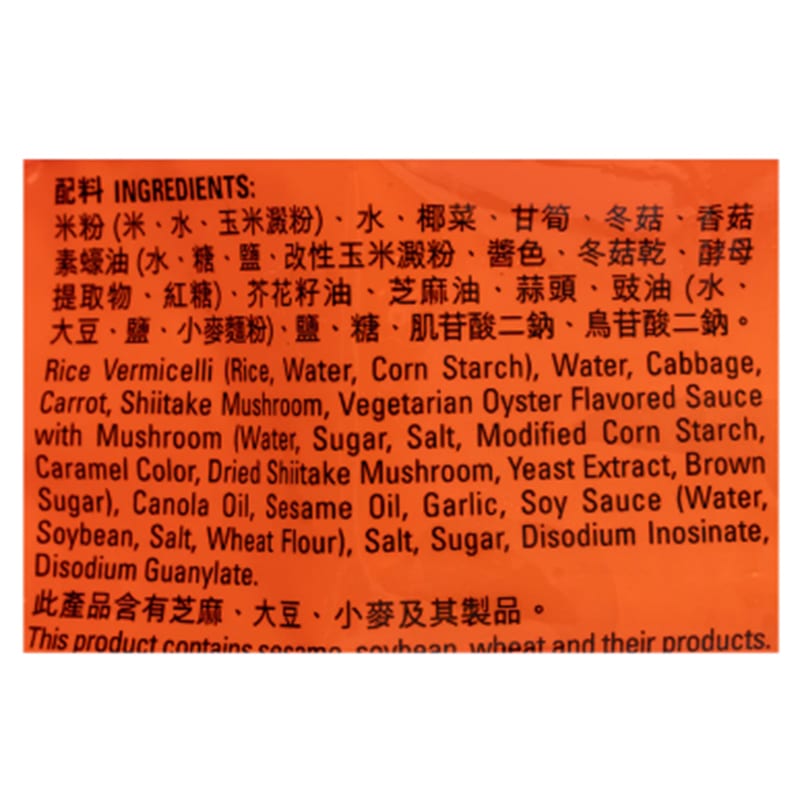 配料 INGREDIENTS:
米粉 (米、水、玉米澱粉)、水、椰菜、甘筍、冬菇、香菇
素蠔油 (水、糖、鹽、改性玉米澱粉、醬色、冬菇乾、酵母
提取物、紅糖)、芥花籽油、芝麻油、蒜頭、豉油 (水、
大豆、鹽、小麥麵粉)、鹽、糖、肌苷酸二鈉、鳥苷酸二鈉。
Rice Vermicelli (Rice, Water, Corn Starch), Water, Cabbage,
Carrot, Shiitake Mushroom, Vegetarian Oyster Flavored Sauce
with Mushroom (Water, Sugar, Salt, Modified Corn Starch,
Caramel Color, Dried Shiitake Mushroom, Yeast Extract, Brown
Sugar), Canola Oil, Sesame Oil, Garlic, Soy Sauce (Water,
Soybean, Salt, Wheat Flour), Salt, Sugar, Disodium Inosinate,
Disodium Guanylate.
此產品含有芝麻、大豆、小麥及其製品。
This product contains sesame, soybean, wheat and their products.